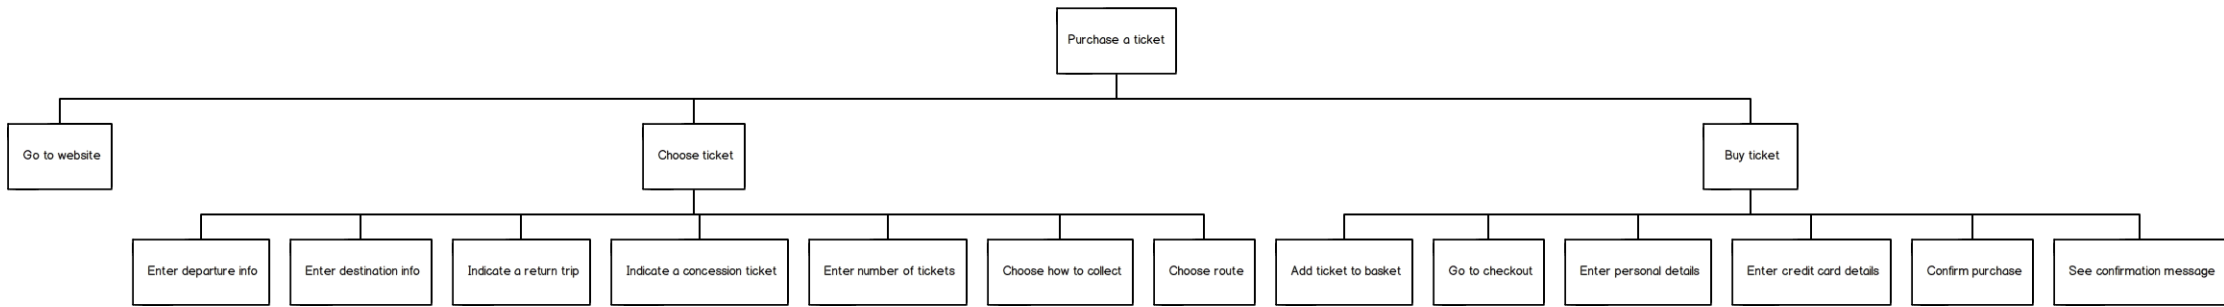 Purchase a ticket
Go to website
Choose ticket
Buy ticket
Enter departure info
Enter destination info
Indicate a return trip
Indicate a concession ticket
Enter number of tickets
Choose how to collect
Choose route
Add ticket to basket
Go to checkout
Enter personal details
Enter credit card details
Confirm purchase
See confirmation message